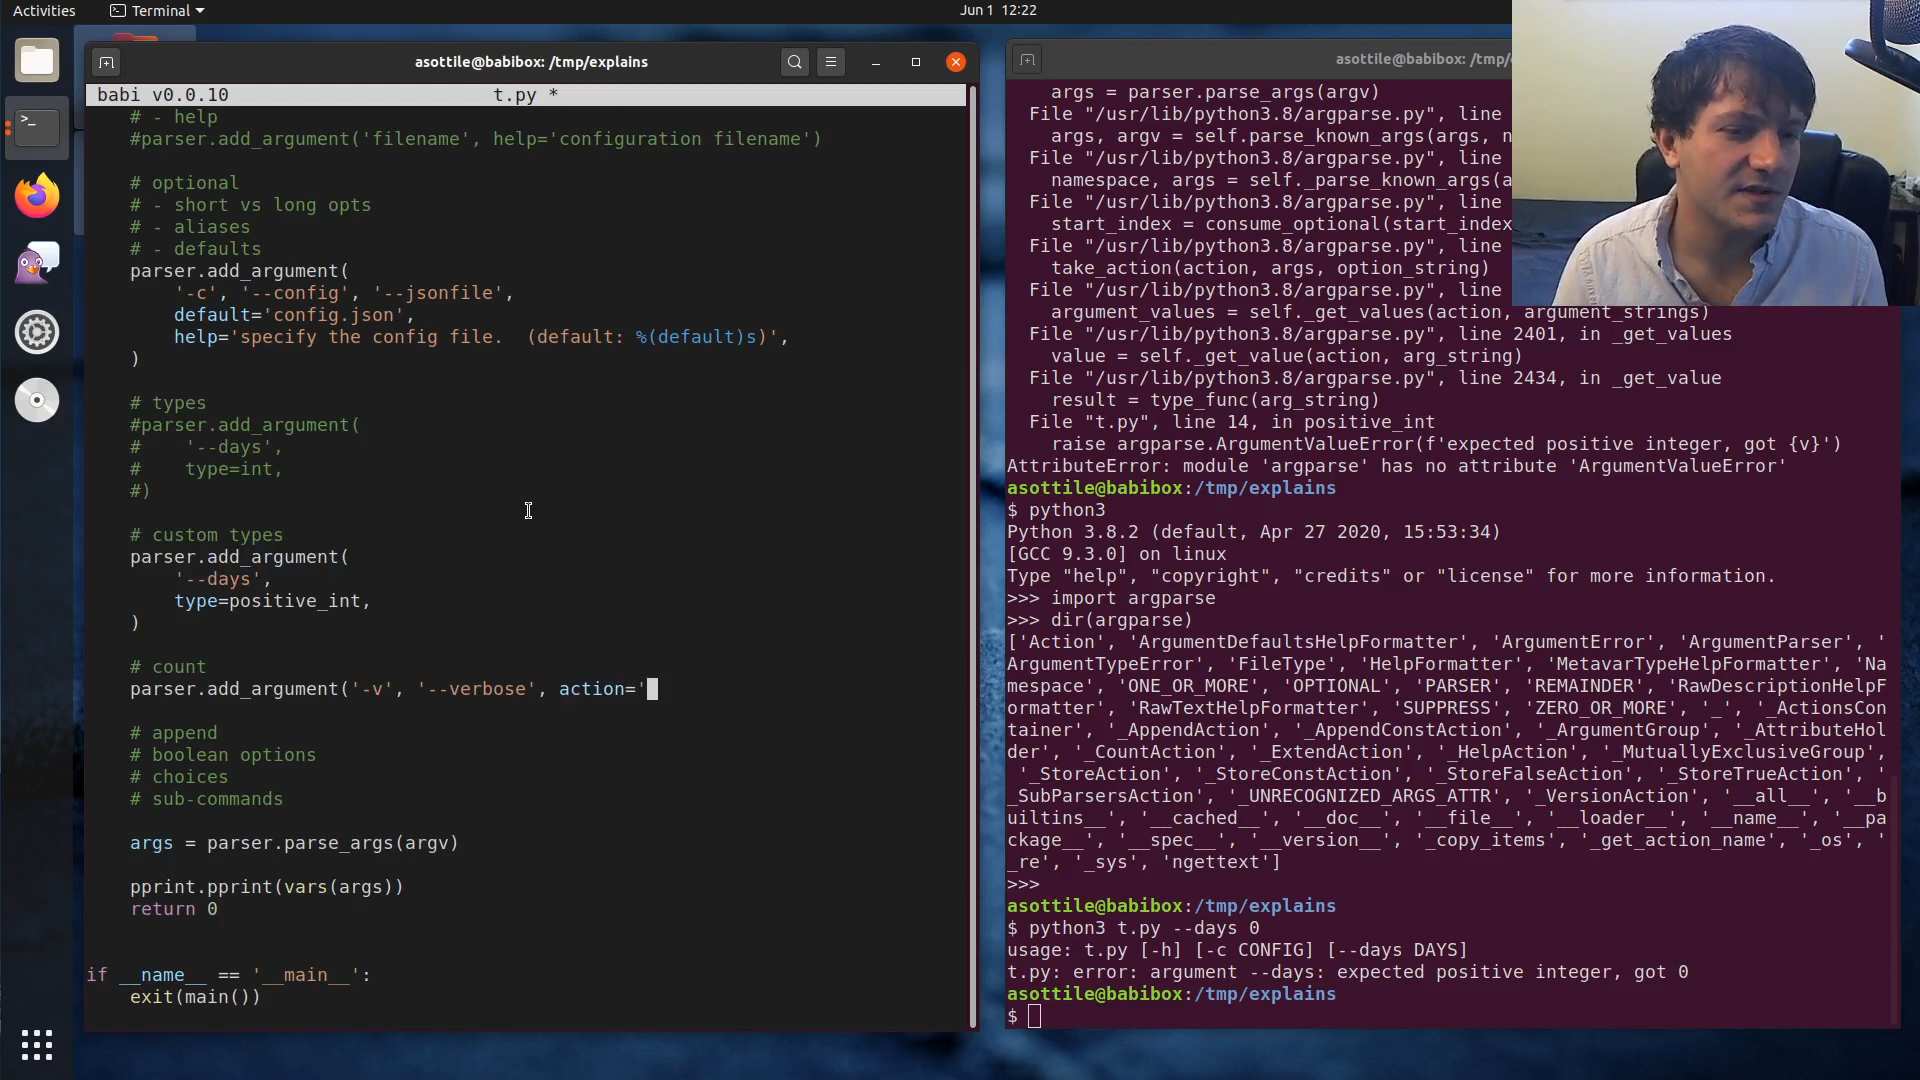 Activities
Terminal
Jun 1 12:22
asottile@babibox: /tmp/explains
babi v0.0.10
t.py *
# - help
#parser.add_argument('filename', help='configuration filename')
# optional
# - short vs long opts
# - aliases
# - defaults
parser.add_argument(
'-c', '--config', '--jsonfile',
default='config.json',
help='specify the config file.  (default: %(default)s)',
)
# types
#parser.add_argument(
#    '--days',
#    type=int,
#)
# custom types
parser.add_argument(
'--days',
type=positive_int,
)
# count
parser.add_argument('-v', '--verbose', action='
# append
# boolean options
# choices
# sub-commands
args = parser.parse_args(argv)
pprint.pprint(vars(args))
return 0
if __name__ == '__main__':
exit(main())
asottile@babibox: /tmp/
args = parser.parse_args(argv)
File "/usr/lib/python3.8/argparse.py", line
args, argv = self.parse_known_args(args, n
File "/usr/lib/python3.8/argparse.py", line
namespace, args = self._parse_known_args(a
File "/usr/lib/python3.8/argparse.py", line
start_index = consume_optional(start_index
File "/usr/lib/python3.8/argparse.py", line
take_action(action, args, option_string)
File "/usr/lib/python3.8/argparse.py", line
argument_values = self._get_values(action, argument_strings)
File "/usr/lib/python3.8/argparse.py", line 2401, in _get_values
value = self._get_value(action, arg_string)
File "/usr/lib/python3.8/argparse.py", line 2434, in _get_value
result = type_func(arg_string)
File "t.py", line 14, in positive_int
raise argparse.ArgumentValueError(f'expected positive integer, got {v}')
AttributeError: module 'argparse' has no attribute 'ArgumentValueError'
asottile@babibox:/tmp/explains
$ python3
Python 3.8.2 (default, Apr 27 2020, 15:53:34)
[GCC 9.3.0] on linux
Type "help", "copyright", "credits" or "license" for more information.
>>> import argparse
>>> dir(argparse)
['Action', 'ArgumentDefaultsHelpFormatter', 'ArgumentError', 'ArgumentParser', '
ArgumentTypeError', 'FileType', 'HelpFormatter', 'MetavarTypeHelpFormatter', 'Na
mespace', 'ONE_OR_MORE', 'OPTIONAL', 'PARSER', 'REMAINDER', 'RawDescriptionHelpF
ormatter', 'RawTextHelpFormatter', 'SUPPRESS', 'ZERO_OR_MORE', '_', '_ActionsCon
tainer', '_AppendAction', '_AppendConstAction', '_ArgumentGroup', '_AttributeHol
der', '_CountAction', '_ExtendAction', '_HelpAction', '_MutuallyExclusiveGroup',
'_StoreAction', '_StoreConstAction', '_StoreFalseAction', '_StoreTrueAction', '
_SubParsersAction', '_UNRECOGNIZED_ARGS_ATTR', '_VersionAction', '__all__', '__b
uiltins__', '__cached__', '__doc__', '__file__', '__loader__', '__name__', '__pa
ckage__', '__spec__', '__version__', '_copy_items', '_get_action_name', '_os', '
_re', '_sys', 'ngettext']
>>>
asottile@babibox:/tmp/explains
$ python3 t.py --days 0
usage: t.py [-h] [-c CONFIG] [--days DAYS]
t.py: error: argument --days: expected positive integer, got 0
asottile@babibox:/tmp/explains
$